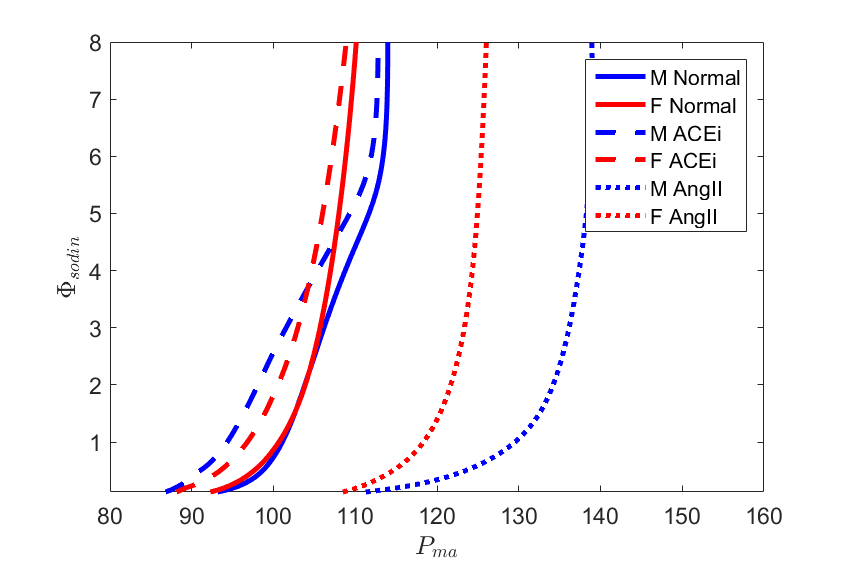 8
7
6
5
4
3
2
1
Φsodin
80 90 100 110 120 130 140 150 160
Pma
M Normal
F Normal
M ACEi
F ACEi
M AngII
F AngII